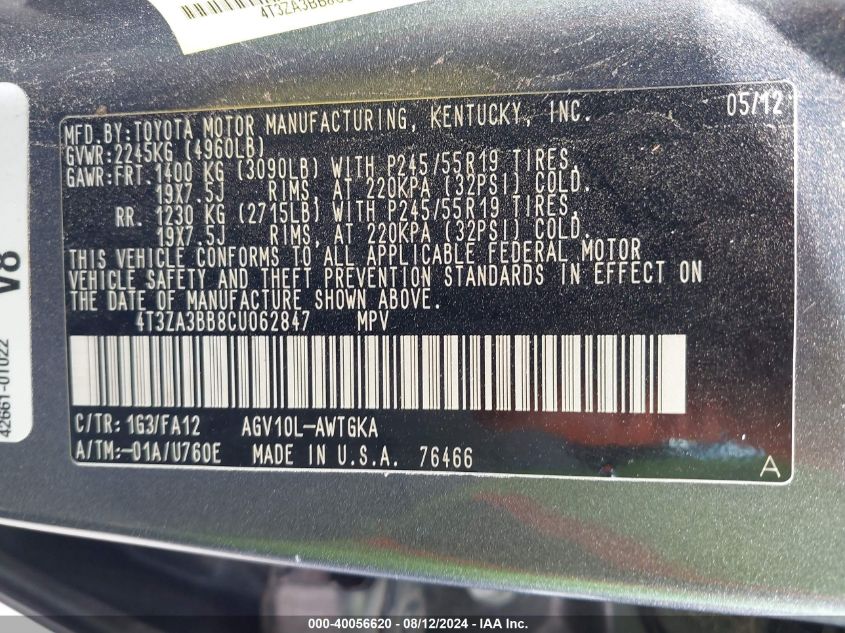 4T3ZA3BB8CU
05/12
MFD.BY:TOYOTA MOTOR MANUFACTURING, KENTUCKY, INC.
GVWR:2245KG (4960LB)
GAWR:FRT.1400 KG (3090LB) WITH P245/55R19 TIRES,
19X7.5J RIMS, AT 220KPA (32PSI) COLD.
RR. 1230 KG (2715LB) WITH P245/55R19 TIRES,
19X7.5J RIMS, AT 220KPA (32PSI) COLD.
THIS VEHICLE CONFORMS TO ALL APPLICABLE FEDERAL MOTOR
VEHICLE SAFETY AND THEFT PREVENTION STANDARDS IN EFFECT ON
THE DATE OF MANUFACTURE SHOWN ABOVE.
4T3ZA3BB8CU062847 MPV
C/TR: 1G3/FA12 AGV10L-AWTGKA
A/TM:-01A/U760E MADE IN U.S.A. 76466
A
V8
42661-0T022
000-40056620 - 08/12/2024 - IAA Inc.